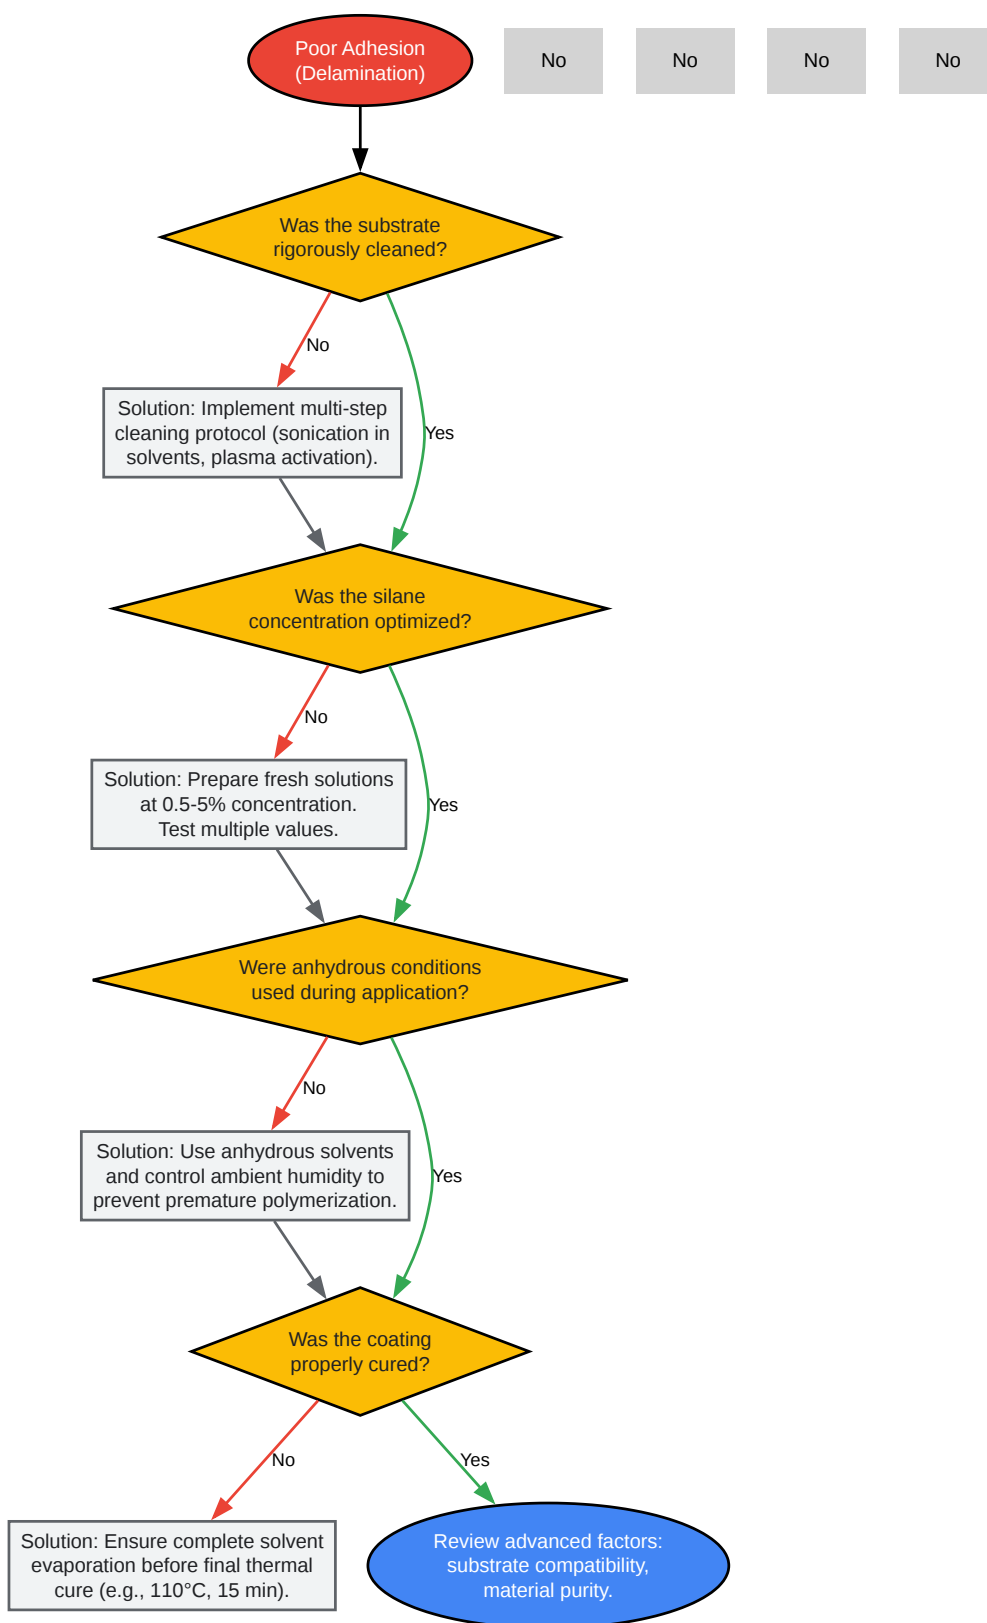 Poor Adhesion
(Delamination)
No
No
No
No
Was the substrate
rigorously cleaned?
No
Solution: Implement multi-step
cleaning protocol (sonication in
solvents, plasma activation).
Yes
Was the silane
concentration optimized?
No
Solution: Prepare fresh solutions
at 0.5-5% concentration.
Test multiple values.
Yes
Were anhydrous conditions
used during application?
No
Solution: Use anhydrous solvents
and control ambient humidity to
prevent premature polymerization.
Yes
Was the coating
properly cured?
No
Yes
Solution: Ensure complete solvent
evaporation before final thermal
cure (e.g., 110°C, 15 min).
Review advanced factors:
substrate compatibility,
material purity.